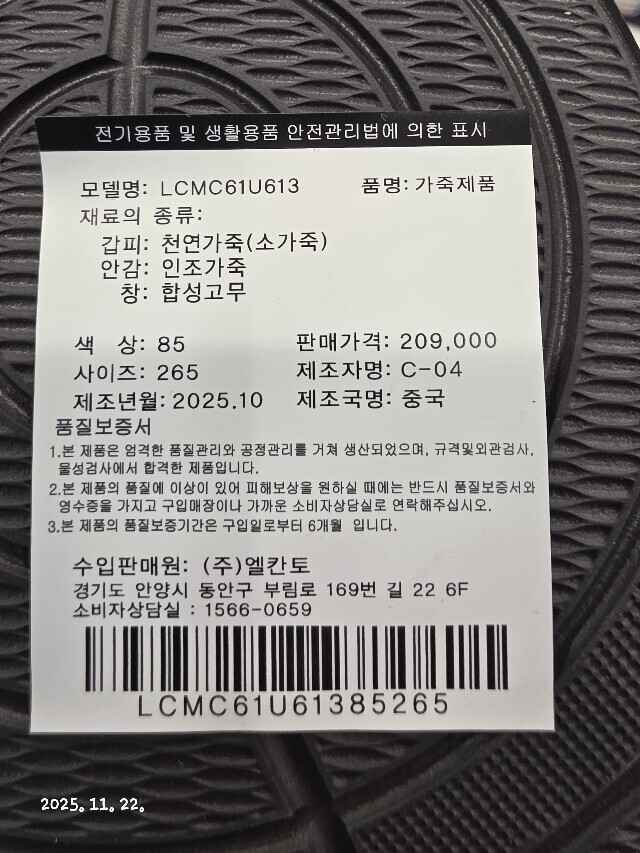 전기용품 및 생활용품 안전관리법에 의한 표시
모델명: LCMC61U613 품명: 가죽제품
재료의 종류:
갑피: 천연가죽(소가죽)
안감: 인조가죽
창: 합성고무
색 상: 85 판매가격: 209,000
사이즈: 265 제조자명: C-04
제조년월: 2025.10 제조국명: 중국
품질보증서
1.본 제품은 엄격한 품질관리와 공정관리를 거쳐 생산되었으며, 규격및외관검사,
물성검사에서 합격한 제품입니다.
2.본 제품의 품질에 이상이 있어 피해보상을 원하실 때에는 반드시 품질보증서와
영수증을 가지고 구입매장이나 가까운 소비자상담실로 연락해주십시오.
3.본 제품의 품질보증기간은 구입일로부터 6개월 입니다.
수입판매원: (주)엘칸토
경기도 안양시 동안구 부림로 169번 길 22 6F
소비자상담실 : 1566-0659
LCMC61U61385265
2025. 11. 22.